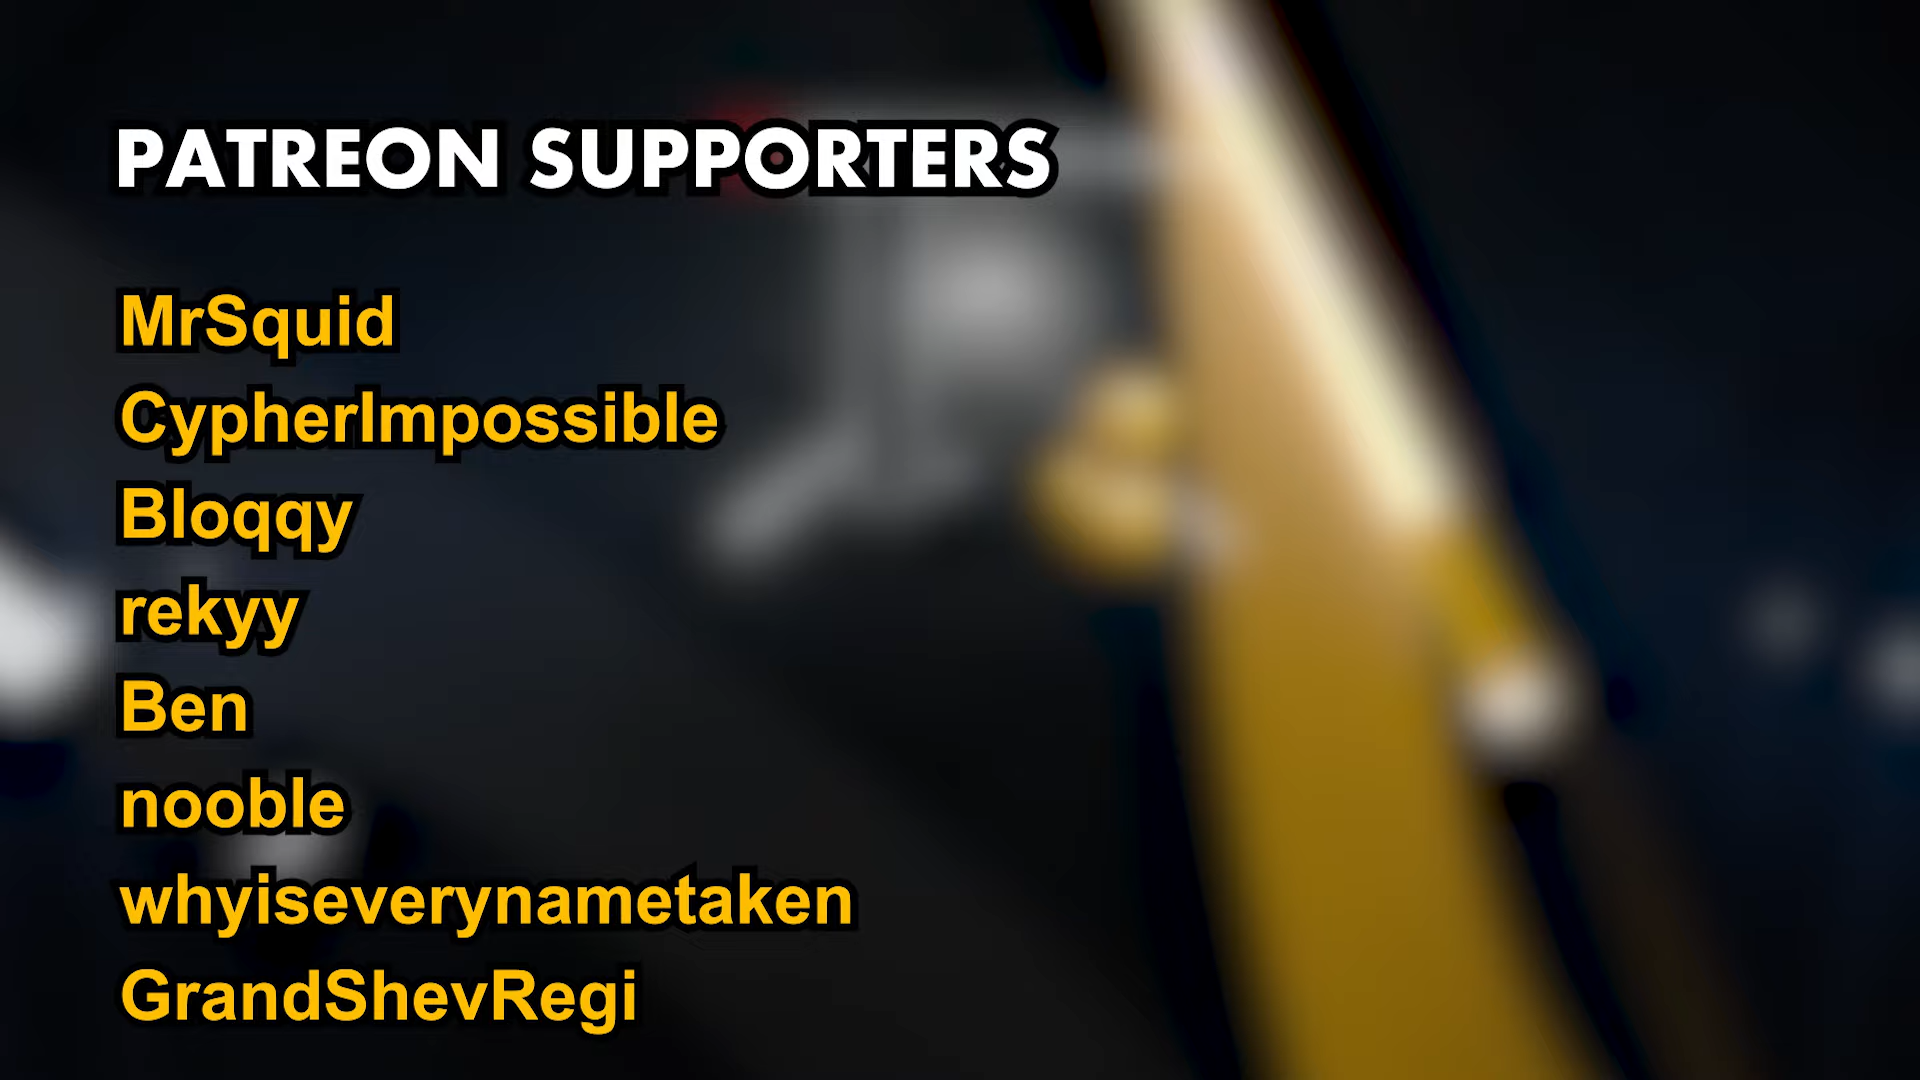 PATREON SUPPORTERS
MrSquid
CypherImpossible
Bloqqy
rekyy
Ben
nooble
whyiseverynametaken
GrandShevRegi